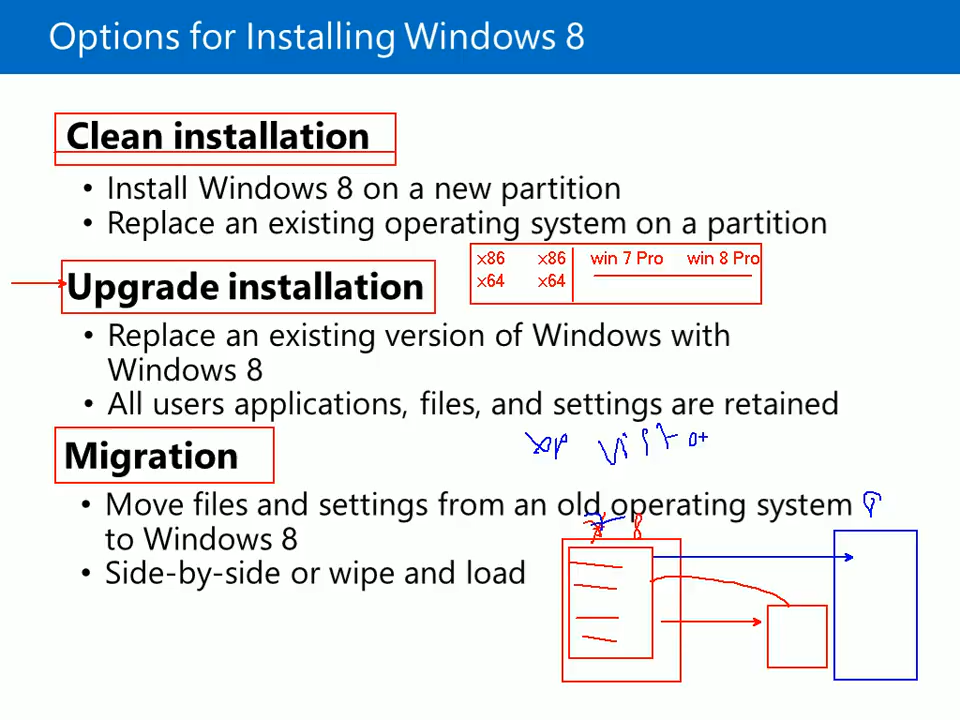 Options for Installing Windows 8
Clean installation
• Install Windows 8 on a new partition
• Replace an existing operating system on a partition
x86 x86 win 7 Pro win 8 Pro
x64 x64
Upgrade installation
• Replace an existing version of Windows with
Windows 8
• All users applications, files, and settings are retained
xp
Migration
• Move files and settings from an old operating system
to Windows 8
8
• Side-by-side or wipe and load